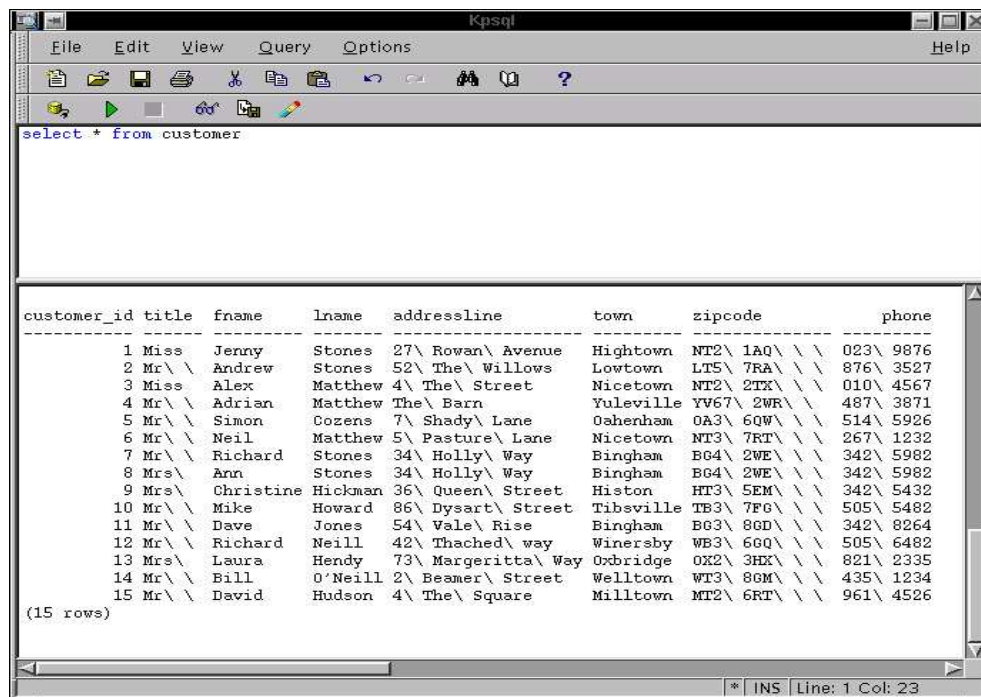 Kpsql
File Edit View Query Options Help
select * from customer
customer_id title fname lname addressline town zipcode phone
----------- ------ --------- ------- ------------------- --------- --------------- ---------
1 Miss Jenny Stones 27\ Rowan\ Avenue Hightown NT2\ 1AQ\ \ \ 023\ 9876
2 Mr\ \ Andrew Stones 52\ The\ Willows Lowtown LT5\ 7RA\ \ \ 876\ 3527
3 Miss Alex Matthew 4\ The\ Street Nicetown NT2\ 2TX\ \ \ 010\ 4567
4 Mr\ \ Adrian Matthew The\ Barn Yuleville YV67\ 2WR\ \ 487\ 3871
5 Mr\ \ Simon Cozens 7\ Shady\ Lane Oahenham OA3\ 6QW\ \ \ 514\ 5926
6 Mr\ \ Neil Matthew 5\ Pasture\ Lane Nicetown NT3\ 7RT\ \ \ 267\ 1232
7 Mr\ \ Richard Stones 34\ Holly\ Way Bingham BG4\ 2WE\ \ \ 342\ 5982
8 Mrs\ Ann Stones 34\ Holly\ Way Bingham BG4\ 2WE\ \ \ 342\ 5982
9 Mrs\ Christine Hickman 36\ Queen\ Street Histon HT3\ 5EM\ \ \ 342\ 5432
10 Mr\ \ Mike Howard 86\ Dysart\ Street Tibsville TB3\ 7FG\ \ \ 505\ 5482
11 Mr\ \ Dave Jones 54\ Vale\ Rise Bingham BG3\ 8GD\ \ \ 342\ 8264
12 Mr\ \ Richard Neill 42\ Thached\ way Winersby WB3\ 6GQ\ \ \ 505\ 6482
13 Mrs\ Laura Hendy 73\ Margeritta\ Way Oxbridge OX2\ 3HX\ \ \ 821\ 2335
14 Mr\ \ Bill O'Neill 2\ Beamer\ Street Welltown WT3\ 8GM\ \ \ 435\ 1234
15 Mr\ \ David Hudson 4\ The\ Square Milltown MT2\ 6RT\ \ \ 961\ 4526
(15 rows)
* INS Line: 1 Col: 23